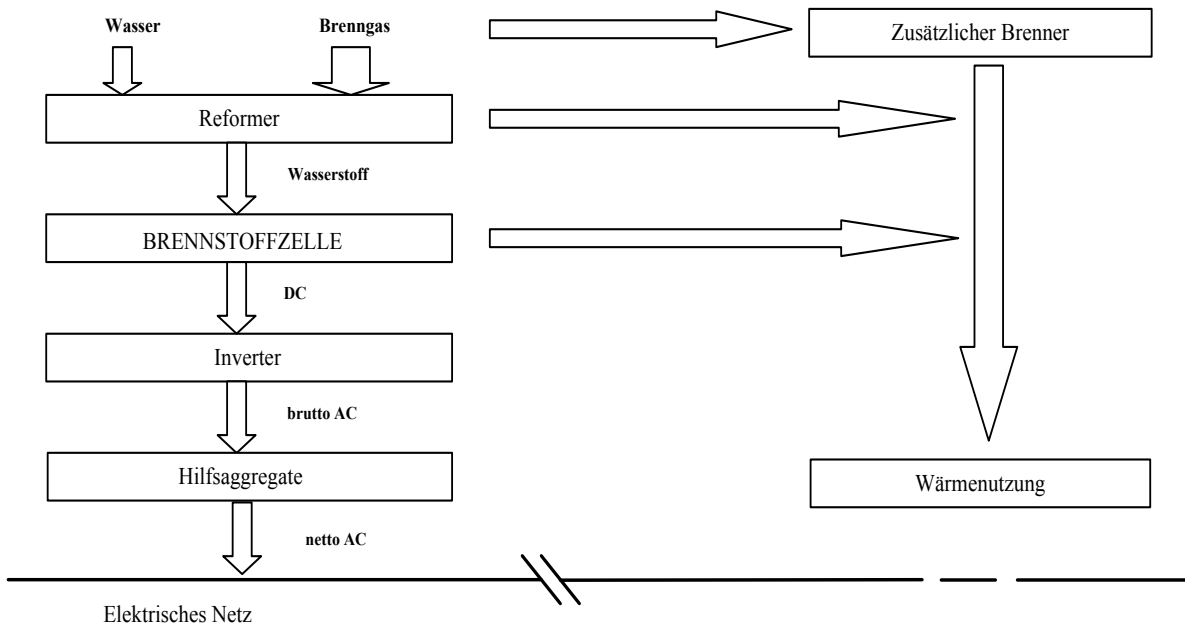 Wasser
Brenngas
Zusätzlicher Brenner
Reformer
Wasserstoff
BRENNSTOFFZELLE
DC
Inverter
brutto AC
Hilfsaggregate
Wärmenutzung
netto AC
Elektrisches Netz